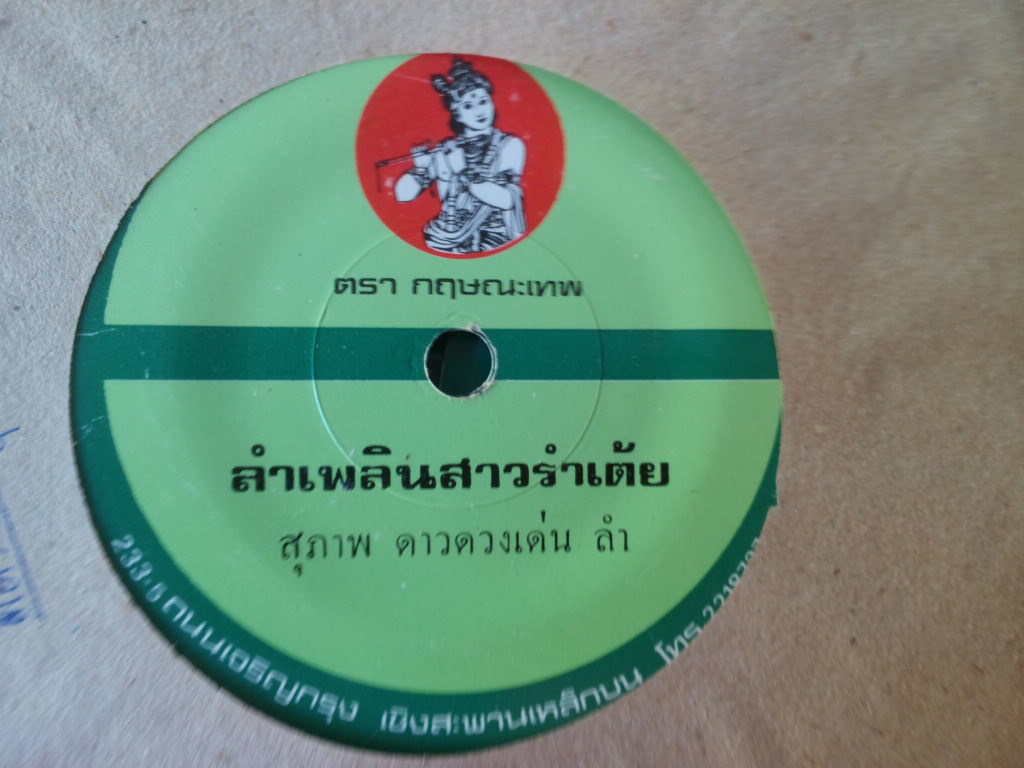 ตรา กฤษณะเทพ
ลำเพลินสาวรำเต้ย
สุภาพ ดาวดวงเด่น ลำ
233-5 ถนนเจริญกรุง เชิงสะพานเหล็กบน โทร.